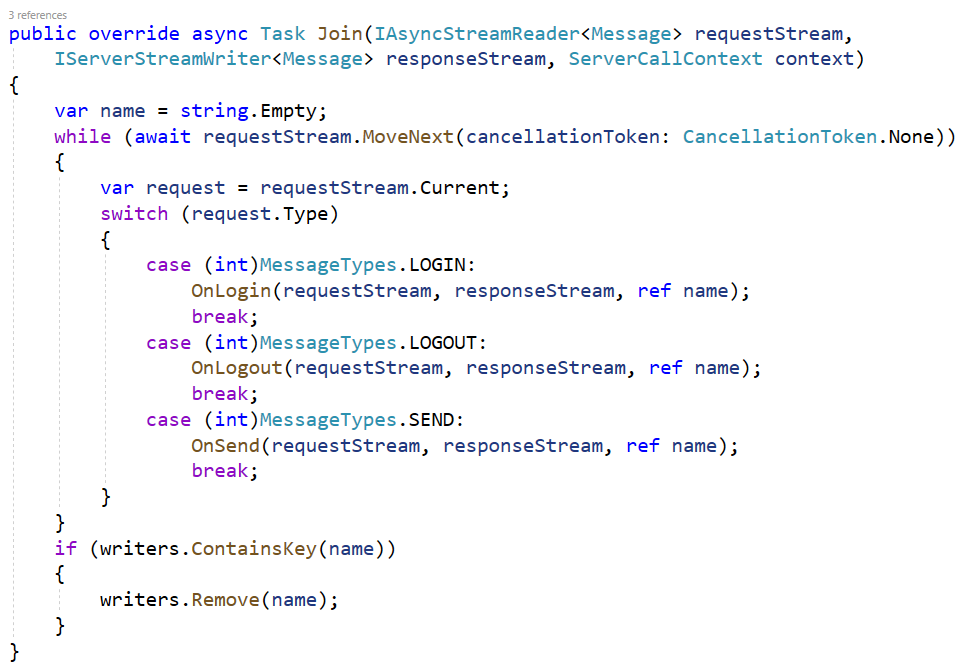 3 references
public override async Task Join(IAsyncStreamReader<Message> requestStream,
    IServerStreamWriter<Message> responseStream, ServerCallContext context)
{
    var name = string.Empty;
    while (await requestStream.MoveNext(cancellationToken: CancellationToken.None))
    {
        var request = requestStream.Current;
        switch (request.Type)
        {
            case (int)MessageTypes.LOGIN:
                OnLogin(requestStream, responseStream, ref name);
                break;
            case (int)MessageTypes.LOGOUT:
                OnLogout(requestStream, responseStream, ref name);
                break;
            case (int)MessageTypes.SEND:
                OnSend(requestStream, responseStream, ref name);
                break;
        }
    }
    if (writers.ContainsKey(name))
    {
        writers.Remove(name);
    }
}